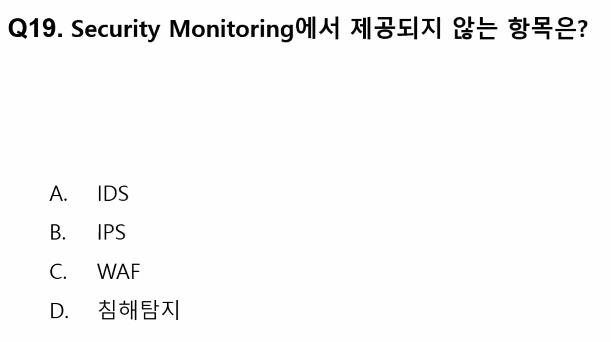 Q19. Security Monitoring에서 제공되지 않는 항목은?
A. IDS
B. IPS
C. WAF
D. 침해탐지